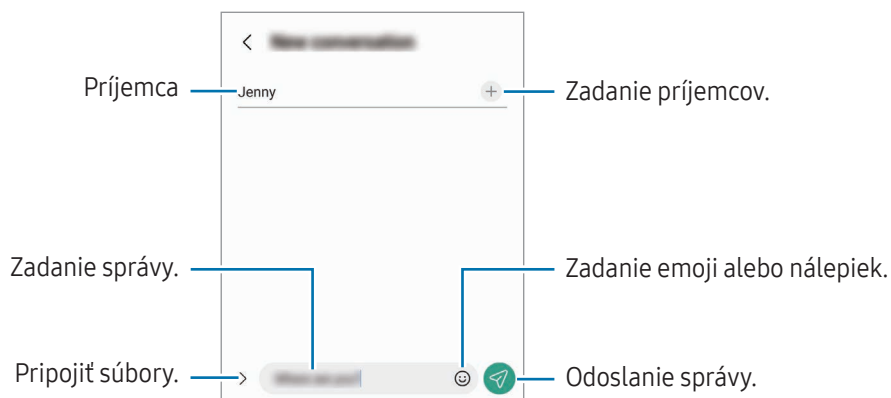 Príjemca
Jenny
Zadanie príjemcov.
Zadanie správy.
Zadanie emoji alebo nálepiek.
Pripojiť súbory.
Odoslanie správy.